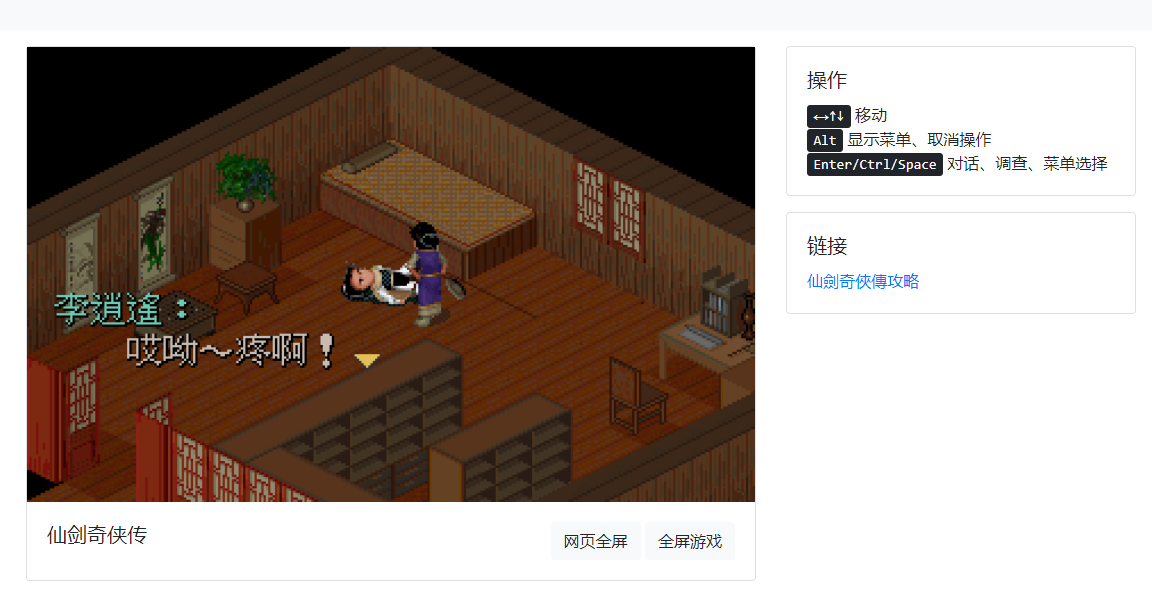 李逍遙：
哎呦～疼啊！
仙剑奇侠传
网页全屏
全屏游戏
操作
←→↑↓ 移动
Alt 显示菜单、取消操作
Enter/Ctrl/Space 对话、调查、菜单选择
链接
仙劍奇俠傳攻略